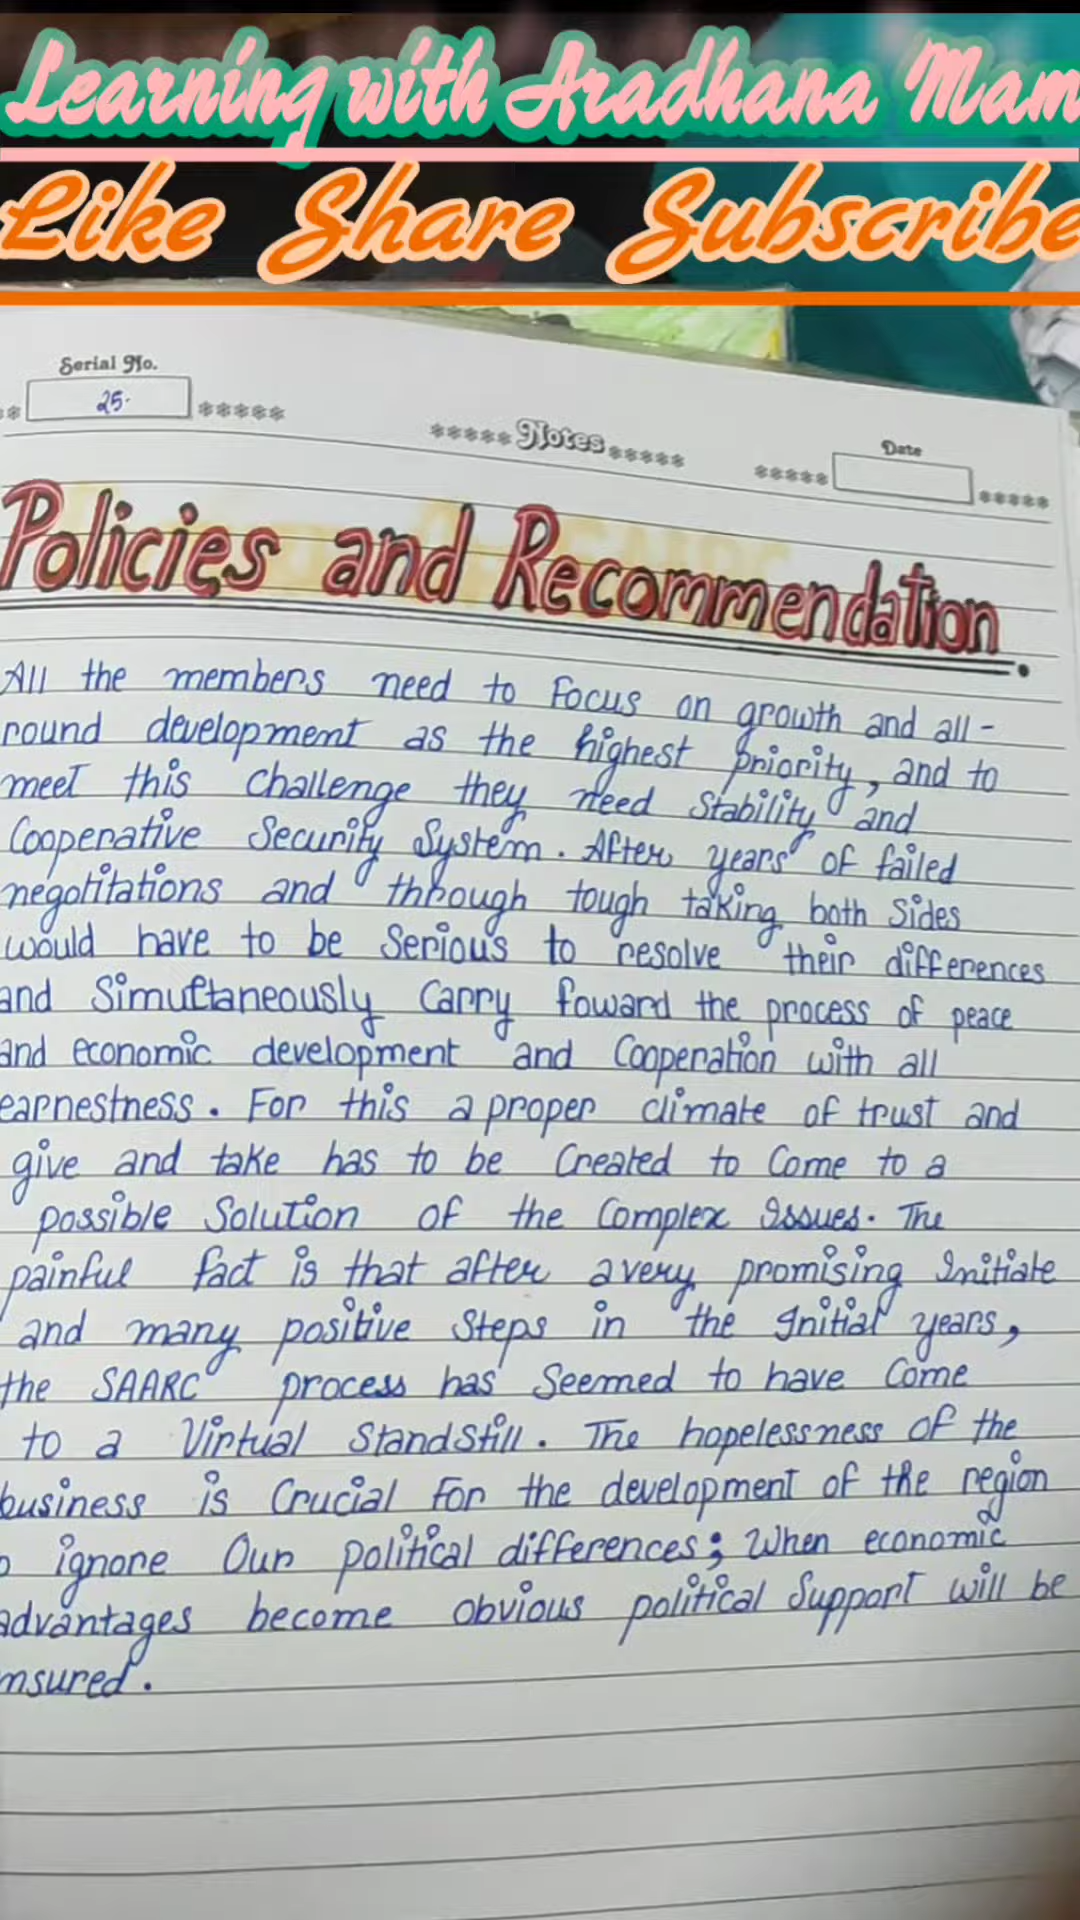 Learning with Aradhana Mam
Like Share Subscribe
Serial No.
25.
Notes
Date
Policies and Recommendation.
All the members need to Focus on growth and all-
round development as the highest priority, and to
meet this challenge they need Stability and
Cooperative Security System. After years of failed
negotitations and through tough taking both Sides
would have to be Serious to resolve their differences
and Simultaneously Carry foward the process of peace
and economic development and Cooperation with all
earnestness. For this a proper climate of trust and
give and take has to be Created to Come to a
possible Solution of the Complex Issues. The
painful fact is that after a very promising Initiate
and many positive Steps in the Initial years,
the SAARC process has Seemed to have Come
to a Virtual StandStill. The hopelessness of the
business is Crucial For the development of the region
ignore Our political differences; When economic
advantages become obvious political Support will be
nsured.